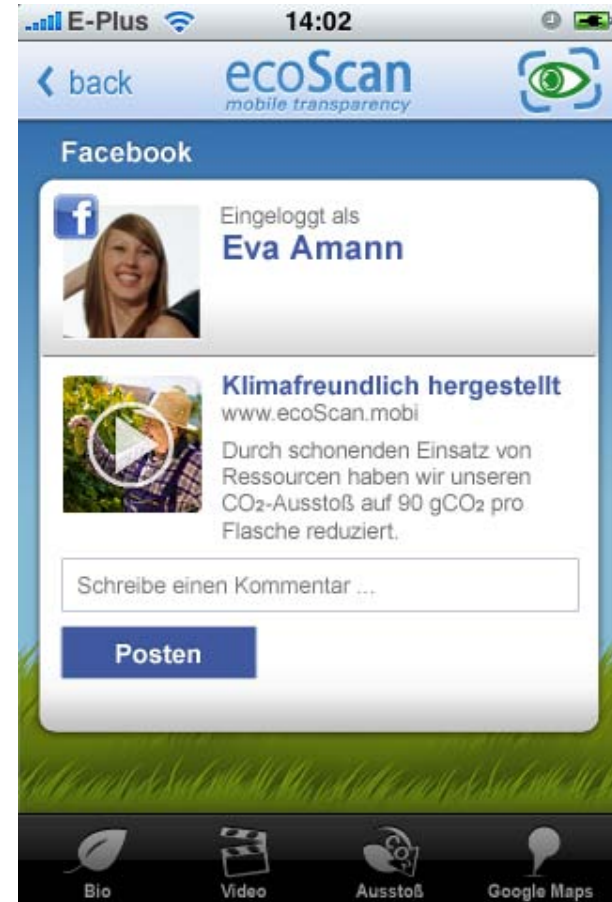 E-Plus 14:02
back
ecoScan
mobile transparency
Facebook
f
Eingeloggt als
Eva Amann
Klimafreundlich hergestellt
www.ecoScan.mobi
Durch schonenden Einsatz von
Ressourcen haben wir unseren
CO₂-Ausstoß auf 90 gCO₂ pro
Flasche reduziert.
Schreibe einen Kommentar ...
Posten
CO₂
Bio Video Ausstoß Google Maps